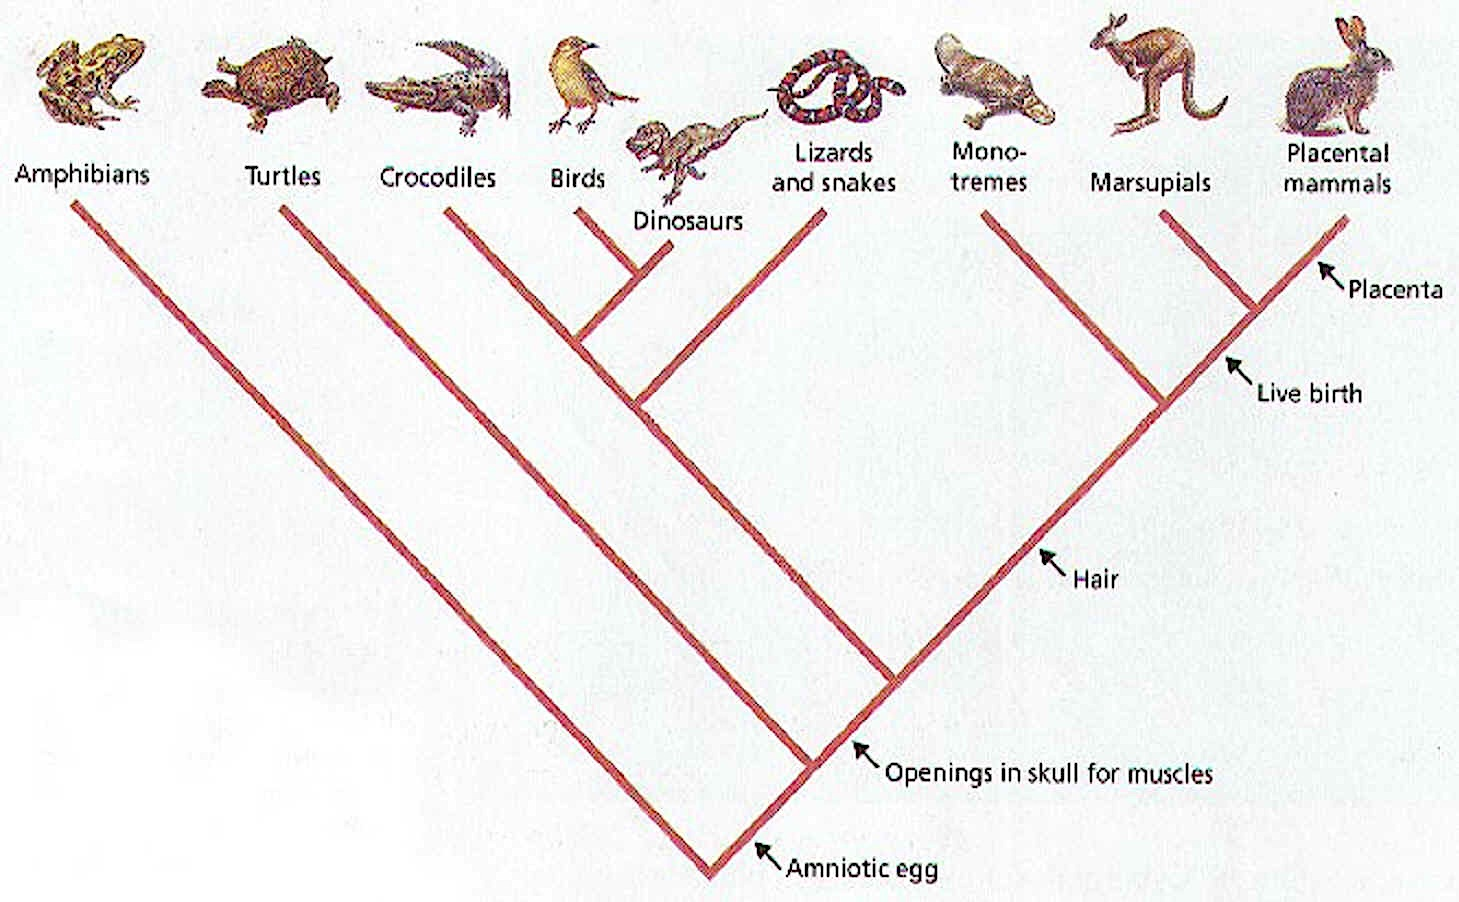 Amphibians
Turtles
Crocodiles
Birds
Dinosaurs
Lizards
and snakes
Mono-
tremes
Marsupials
Placental
mammals
Placenta
Live birth
Hair
Openings in skull for muscles
Amniotic egg